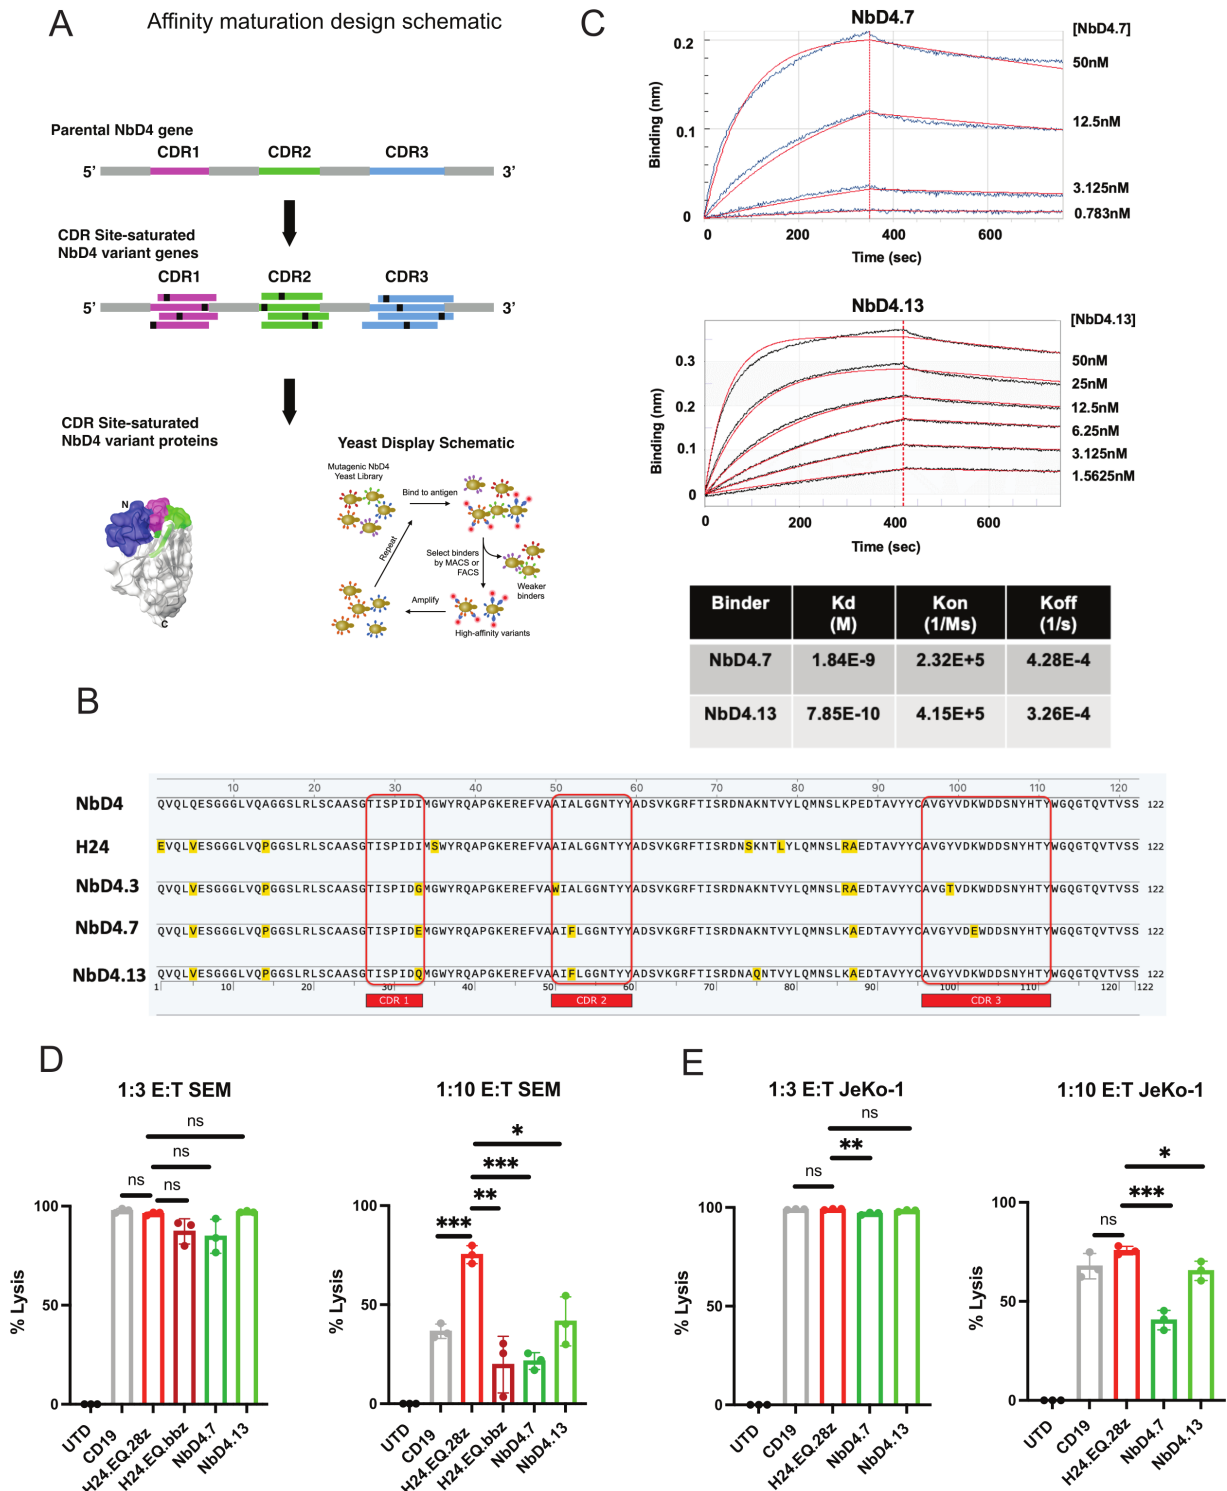 A
Affinity maturation design schematic
Parental NbD4 gene
CDR1 CDR2 CDR3
5’ 3’
CDR Site-saturated
NbD4 variant genes
CDR1 CDR2 CDR3
5’ 3’
CDR Site-saturated
NbD4 variant proteins
N
C
Yeast Display Schematic
Mutagenic NbD4
Yeast Library
Bind to antigen
Repeat
Select binders
by MACS or
FACS
Weaker
binders
Amplify
High-affinity variants
C
NbD4.7
[NbD4.7]
50nM
12.5nM
3.125nM
0.783nM
Binding (nm)
0.2
0.1
0
0 200 400 600
Time (sec)
NbD4.13
[NbD4.13]
50nM
25nM
12.5nM
6.25nM
3.125nM
1.5625nM
Binding (nm)
0.3
0.2
0.1
0
0 200 400 600
Time (sec)
Binder Kd (M) Kon (1/Ms) Koff (1/s)
NbD4.7 1.84E-9 2.32E+5 4.28E-4
NbD4.13 7.85E-10 4.15E+5 3.26E-4
B
10 20 30 40 50 60 70 80 90 100 110 120
NbD4 QVQLQESGGGLVQAGGSLRLSCAASGTISPIDIMGWYRQAPGKEREFVAAIALGGNTYYADSVKGRFTISRDNAKNTVYLQMNSLKPEDTAVYYCAVGYVDKWDDSNYHTYWGQGTQVTVSS 122
H24 EVQLVESGGGLVQPGGSLRLSCAASGTISPIDIMSWYRQAPGKEREFVAAIALGGNTYYADSVKGRFTISRDNSKNTLYLQMNSLRAEDTAVYYCAVGYVDKWDDSNYHTYWGQGTQVTVSS 122
NbD4.3 QVQLVESGGGLVQPGGSLRLSCAASGTISPIDGMGWYRQAPGKEREFVAWIALGGNTYYADSVKGRFTISRDNAKNTVYLQMNSLRAEDTAVYYCAVGTVDKWDDSNYHTYWGQGTQVTVSS 122
NbD4.7 QVQLVESGGGLVQPGGSLRLSCAASGTISPIDEMGWYRQAPGKEREFVAAIFLGGNTYYADSVKGRFTISRDNAKNTVYLQMNSLKAEDTAVYYCAVGYVDEWDDSNYHTYWGQGTQVTVSS 122
NbD4.13 QVQLVESGGGLVQPGGSLRLSCAASGTISPIDQMGWYRQAPGKEREFVAAIFLGGNTYYADSVKGRFTISRDNAQNTVYLQMNSLKAEDTAVYYCAVGYVDKWDDSNYHTYWGQGTQVTVSS 122
1 10 20 30 40 50 60 70 80 90 100 110 120 122
CDR 1 CDR 2 CDR 3
D
1:3 E:T SEM
ns
ns
ns ns
% Lysis
100
50
0
UTD CD19 H24.EQ.28z H24.EQ.bbz NbD4.7 NbD4.13
1:10 E:T SEM
*
***
**
***
% Lysis
100
50
0
UTD CD19 H24.EQ.28z H24.EQ.bbz NbD4.7 NbD4.13
E
1:3 E:T JeKo-1
ns
**
ns
% Lysis
100
50
0
UTD CD19 H24.EQ.28z NbD4.7 NbD4.13
1:10 E:T JeKo-1
*
***
ns
% Lysis
100
50
0
UTD CD19 H24.EQ.28z NbD4.7 NbD4.13